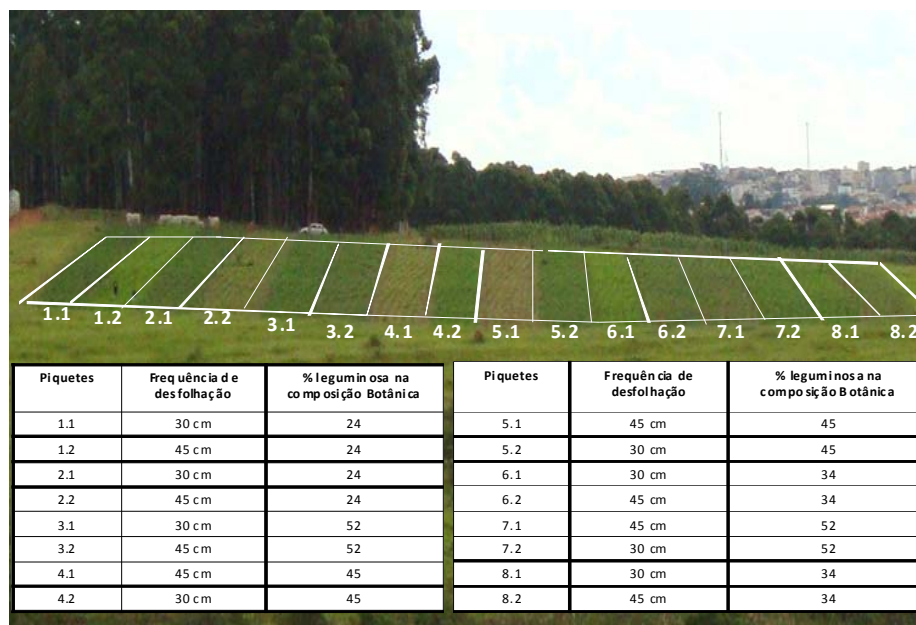 1.1 1.2 2.1 2.2 3.1 3.2 4.1 4.2 5.1 5.2 6.1 6.2 7.1 7.2 8.1 8.2
Piquetes Frequência de % leguminosa na
desfolhação composição Botânica
1.1 30 cm 24
1.2 45 cm 24
2.1 30 cm 24
2.2 45 cm 24
3.1 30 cm 52
3.2 45 cm 52
4.1 45 cm 45
4.2 30 cm 45
Piquetes Frequência de % leguminosa na
desfolhação composição Botânica
5.1 45 cm 45
5.2 30 cm 45
6.1 30 cm 34
6.2 45 cm 34
7.1 45 cm 52
7.2 30 cm 52
8.1 30 cm 34
8.2 45 cm 34